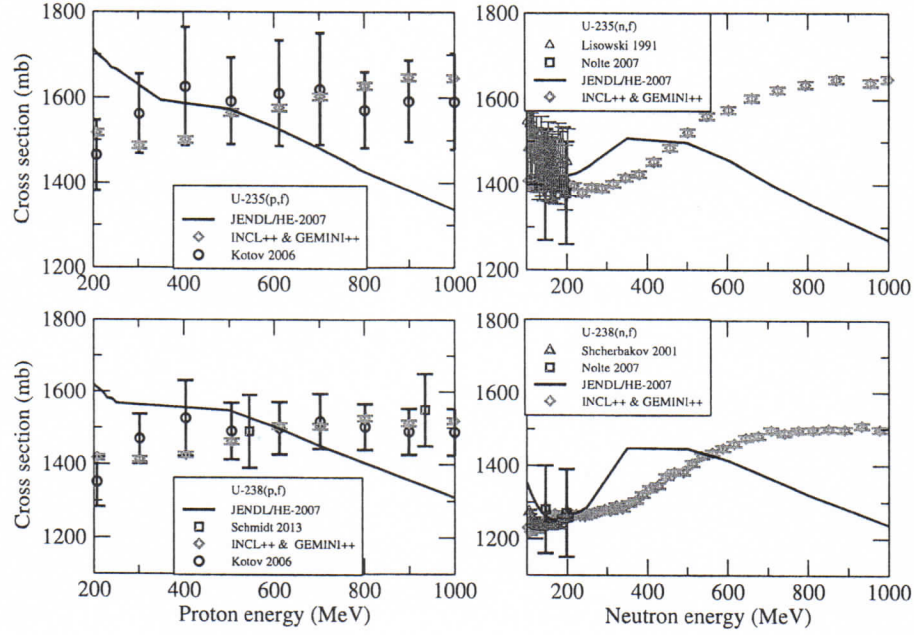 1800
1600
1400
1200
Cross section (mb)
200
400
600
800
1000
U-235(p,f)
JENDL/HE-2007
INCL++ & GEMINI++
Kotov 2006
1800
1600
1400
1200
200
400
600
800
1000
U-235(n,f)
Lisowski 1991
Nolte 2007
JENDL/HE-2007
INCL++ & GEMINI++
1800
1600
1400
1200
Cross section (mb)
200
400
600
800
1000
Proton energy (MeV)
U-238(p,f)
JENDL/HE-2007
Schmidt 2013
INCL++ & GEMINI++
Kotov 2006
1800
1600
1400
1200
200
400
600
800
1000
Neutron energy (MeV)
U-238(n,f)
Shcherbakov 2001
Nolte 2007
JENDL/HE-2007
INCL++ & GEMINI++